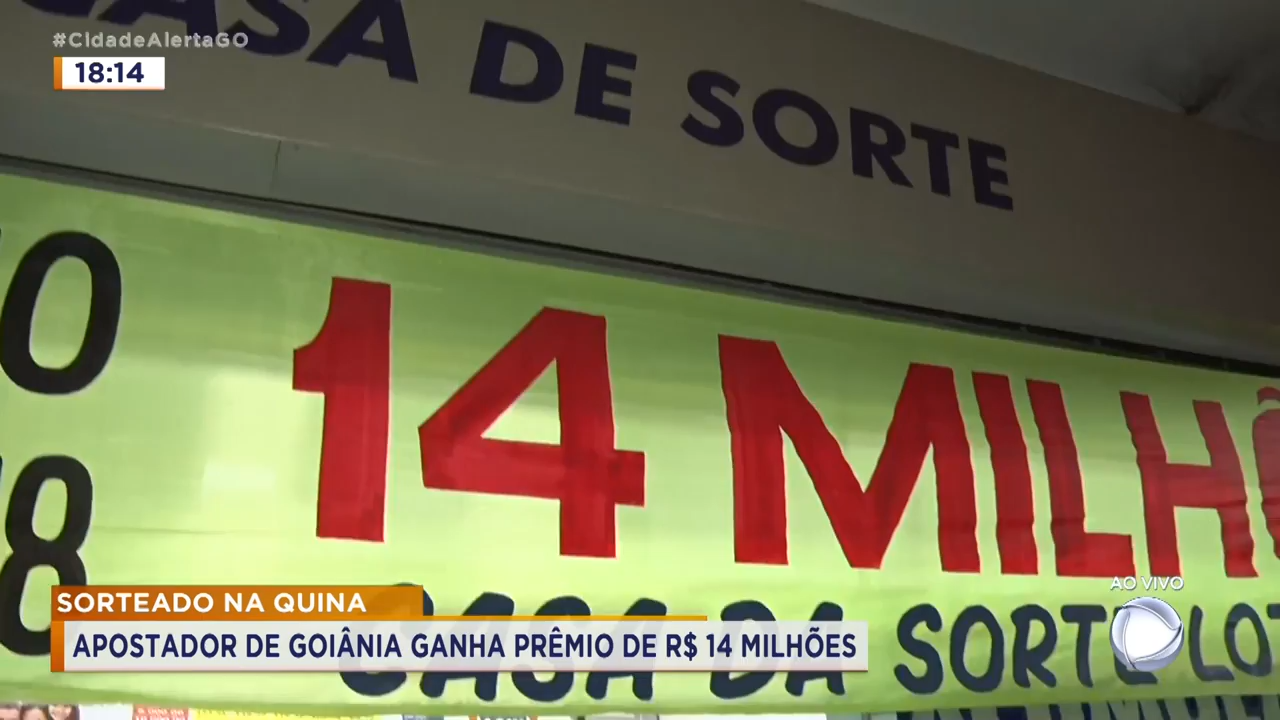 #CidadeAlertaGO
18:14
CASA DE SORTE
0
14 MILHÕ
8
CASA DA SORTE LOT
SORTEADO NA QUINA
APOSTADOR DE GOIÂNIA GANHA PRÊMIO DE R$ 14 MILHÕES
AO VIVO